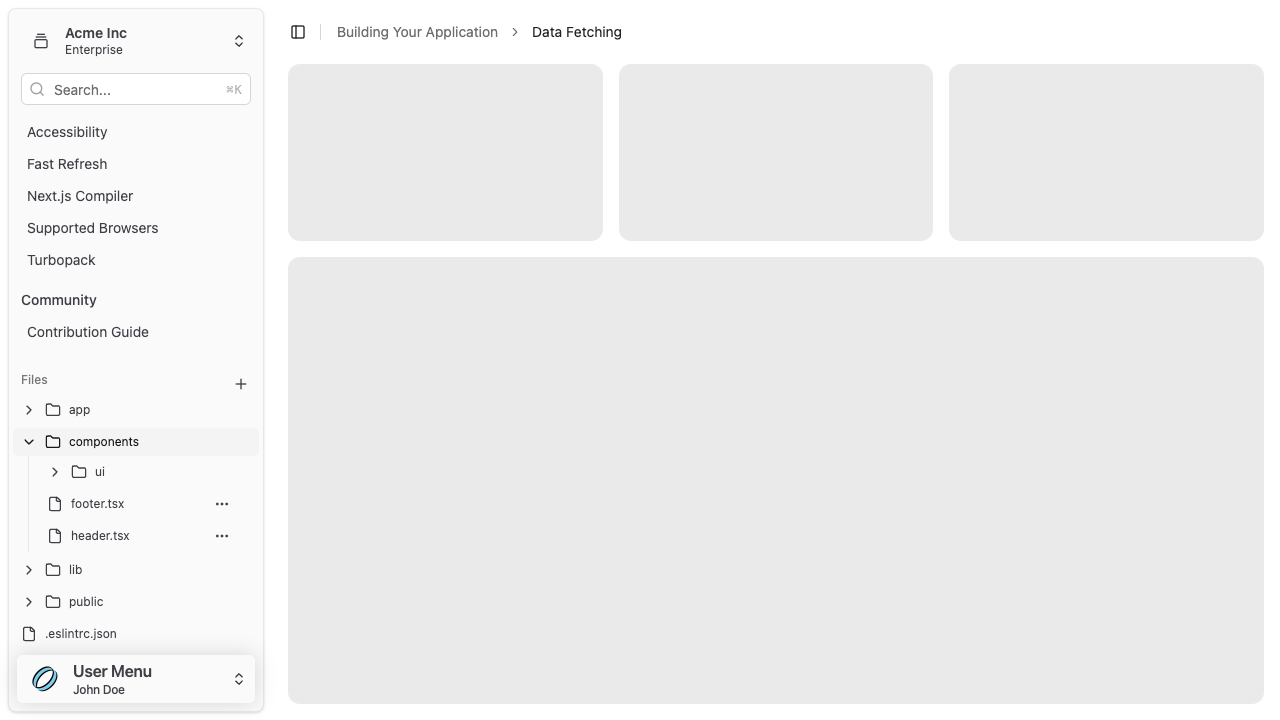 Acme Inc
Enterprise
Search... ⌘K
Accessibility
Fast Refresh
Next.js Compiler
Supported Browsers
Turbopack
Community
Contribution Guide
Files
app
components
ui
footer.tsx
header.tsx
lib
public
.eslintrc.json
User Menu
John Doe
Building Your Application
Data Fetching